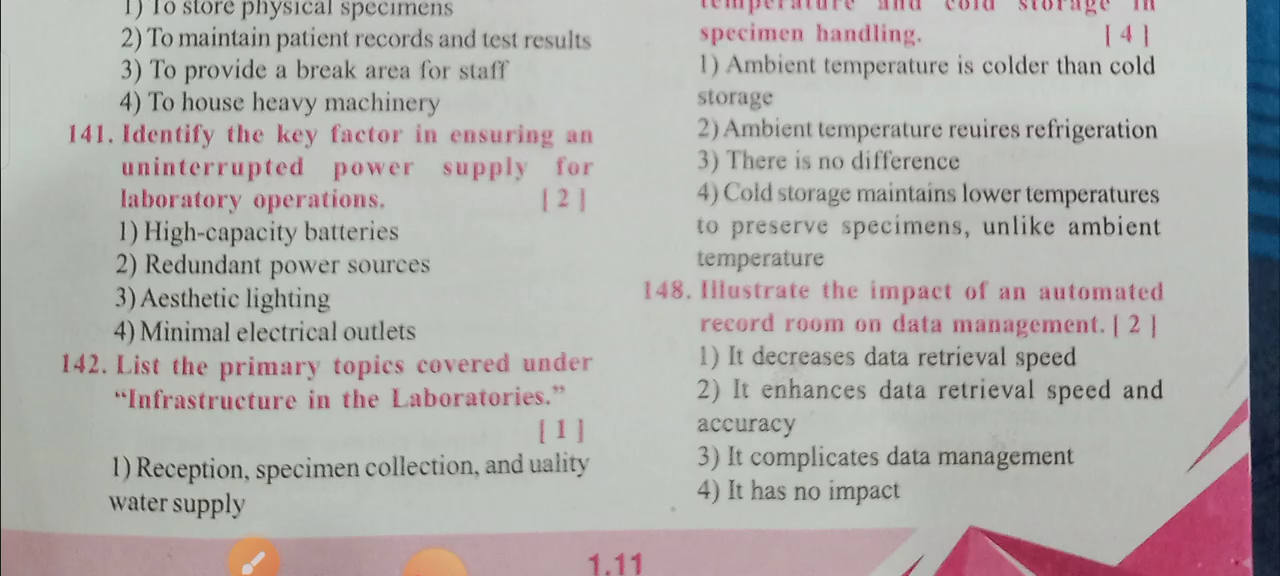 1) To store physical specimens
2) To maintain patient records and test results
3) To provide a break area for staff
4) To house heavy machinery
141. Identify the key factor in ensuring an
uninterrupted power supply for
laboratory operations. [ 2 ]
1) High-capacity batteries
2) Redundant power sources
3) Aesthetic lighting
4) Minimal electrical outlets
142. List the primary topics covered under
“Infrastructure in the Laboratories.”
[ 1 ]
1) Reception, specimen collection, and uality
water supply
temperature and cold storage in
specimen handling. [ 4 ]
1) Ambient temperature is colder than cold
storage
2) Ambient temperature reuires refrigeration
3) There is no difference
4) Cold storage maintains lower temperatures
to preserve specimens, unlike ambient
temperature
148. Illustrate the impact of an automated
record room on data management. [ 2 ]
1) It decreases data retrieval speed
2) It enhances data retrieval speed and
accuracy
3) It complicates data management
4) It has no impact
1.11